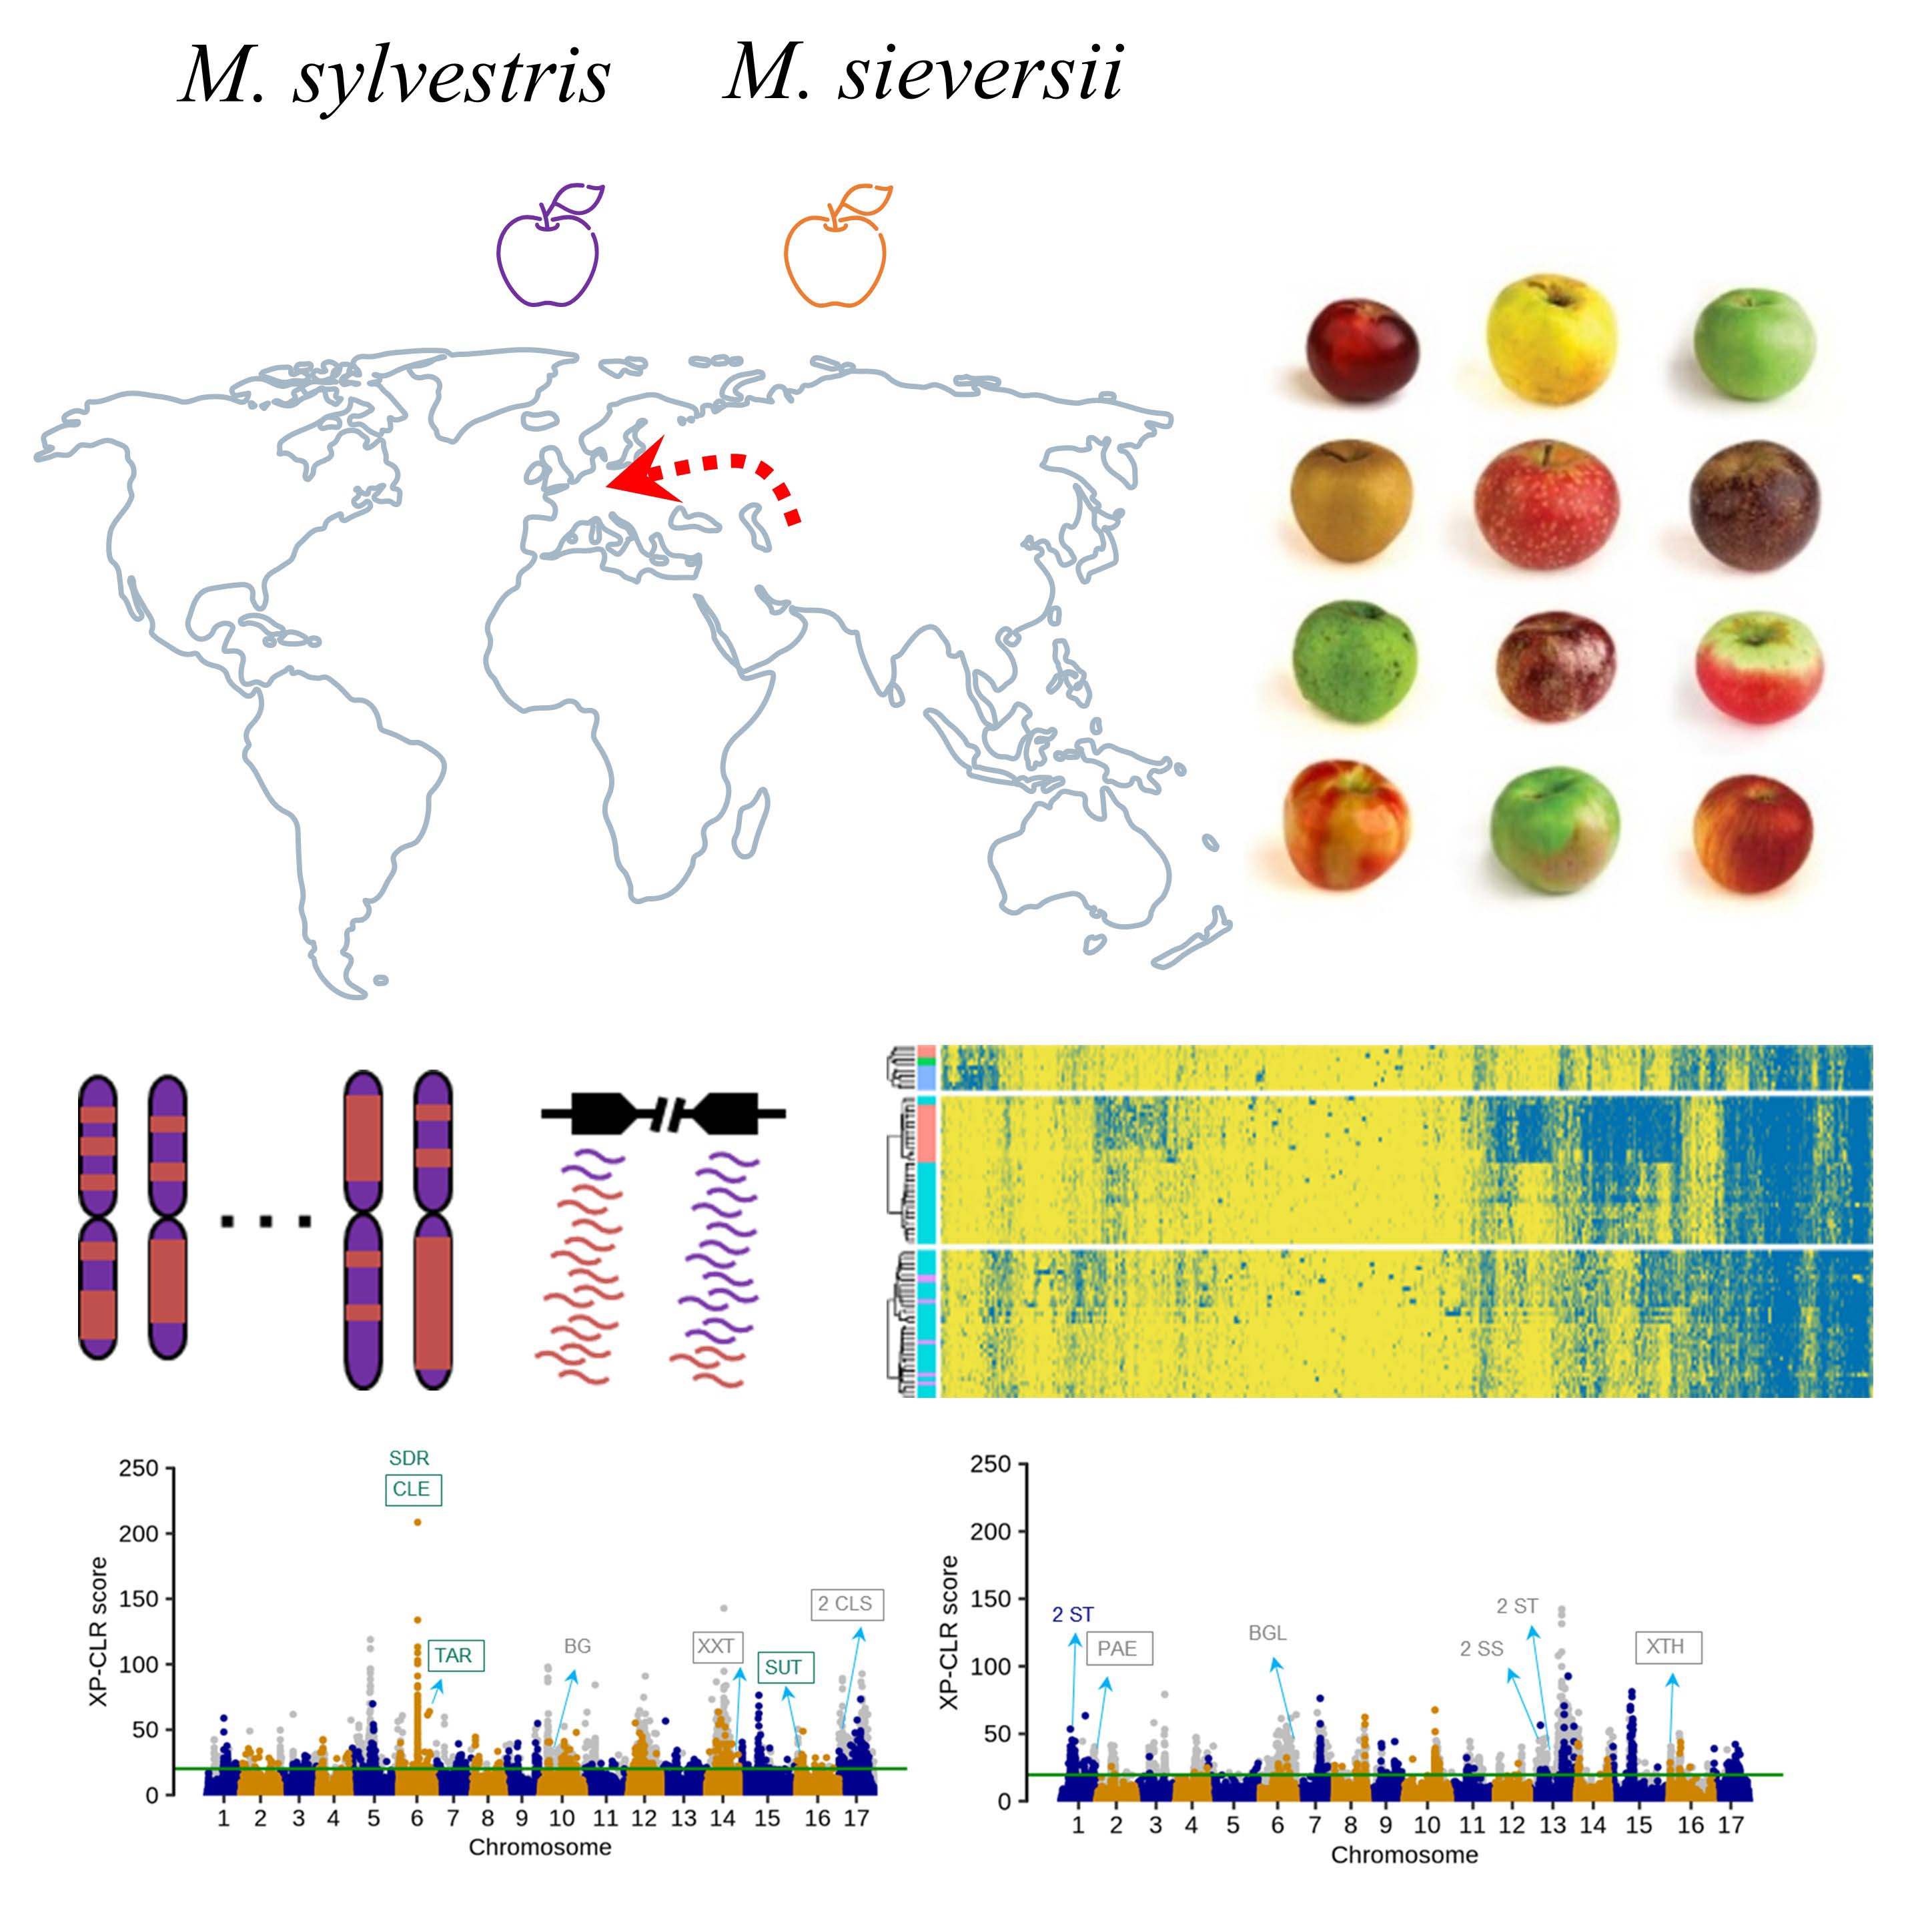 M. sylvestris M. sieversii
XP-CLR score
250
200
150
100
50
0
SDR
CLE
TAR
BG
XXT
SUT
2 CLS
1 2 3 4 5 6 7 8 9 10 11 12 13 14 15 16 17
Chromosome
XP-CLR score
250
200
150
100
50
0
2 ST
PAE
BGL
2 ST
2 SS
XTH
1 2 3 4 5 6 7 8 9 10 11 12 13 14 15 16 17
Chromosome